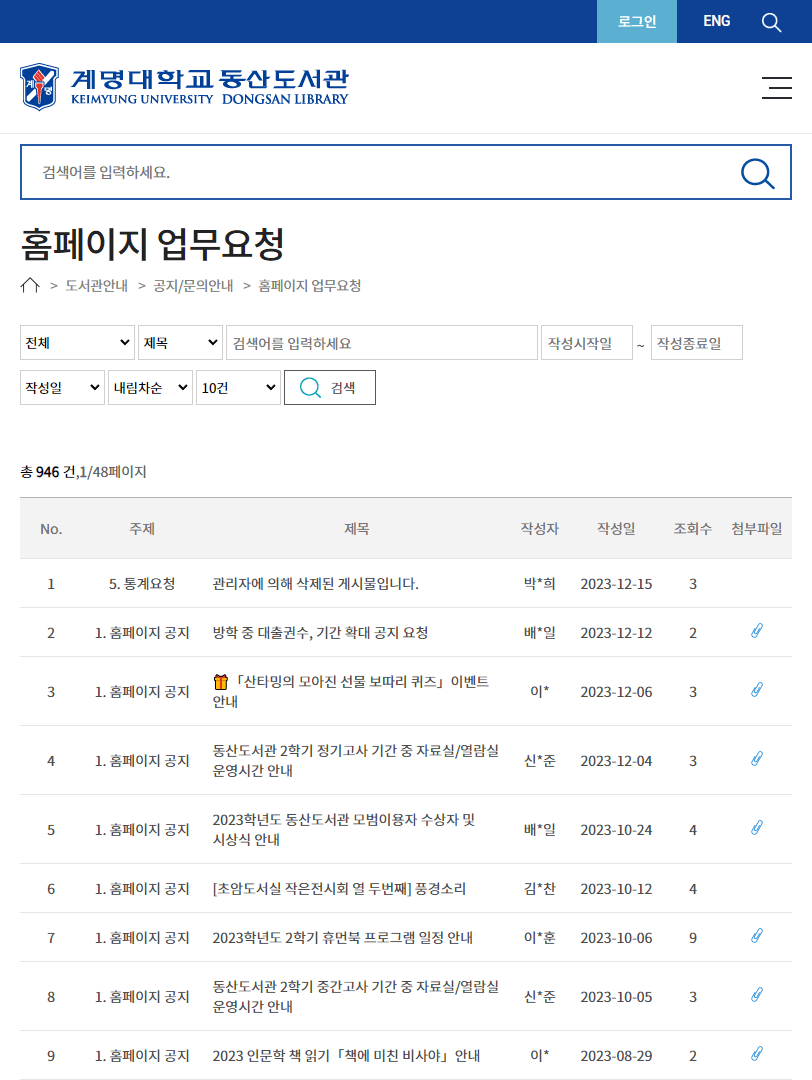 로그인 ENG
계명대학교 동산도서관
KEIMYUNG UNIVERSITY DONGSAN LIBRARY
검색어를 입력하세요.
홈페이지 업무요청
> 도서관안내 > 공지/문의안내 > 홈페이지 업무요청
전체 제목 검색어를 입력하세요 작성시작일 ~ 작성종료일
작성일 내림차순 10건 검색
총 946 건,1/48페이지
No. 주제 제목 작성자 작성일 조회수 첨부파일
1 5. 통계요청 관리자에 의해 삭제된 게시물입니다. 박*희 2023-12-15 3
2 1. 홈페이지 공지 방학 중 대출권수, 기간 확대 공지 요청 배*일 2023-12-12 2
3 1. 홈페이지 공지 🎁「산타밍의 모아진 선물 보따리 퀴즈」이벤트 이* 2023-12-06 3
안내
4 1. 홈페이지 공지 동산도서관 2학기 정기고사 기간 중 자료실/열람실 신*준 2023-12-04 3
운영시간 안내
5 1. 홈페이지 공지 2023학년도 동산도서관 모범이용자 수상자 및 배*일 2023-10-24 4
시상식 안내
6 1. 홈페이지 공지 [초암도서실 작은전시회 열 두번째] 풍경소리 김*찬 2023-10-12 4
7 1. 홈페이지 공지 2023학년도 2학기 휴먼북 프로그램 일정 안내 이*훈 2023-10-06 9
8 1. 홈페이지 공지 동산도서관 2학기 중간고사 기간 중 자료실/열람실 신*준 2023-10-05 3
운영시간 안내
9 1. 홈페이지 공지 2023 인문학 책 읽기「책에 미친 비사야」안내 이* 2023-08-29 2